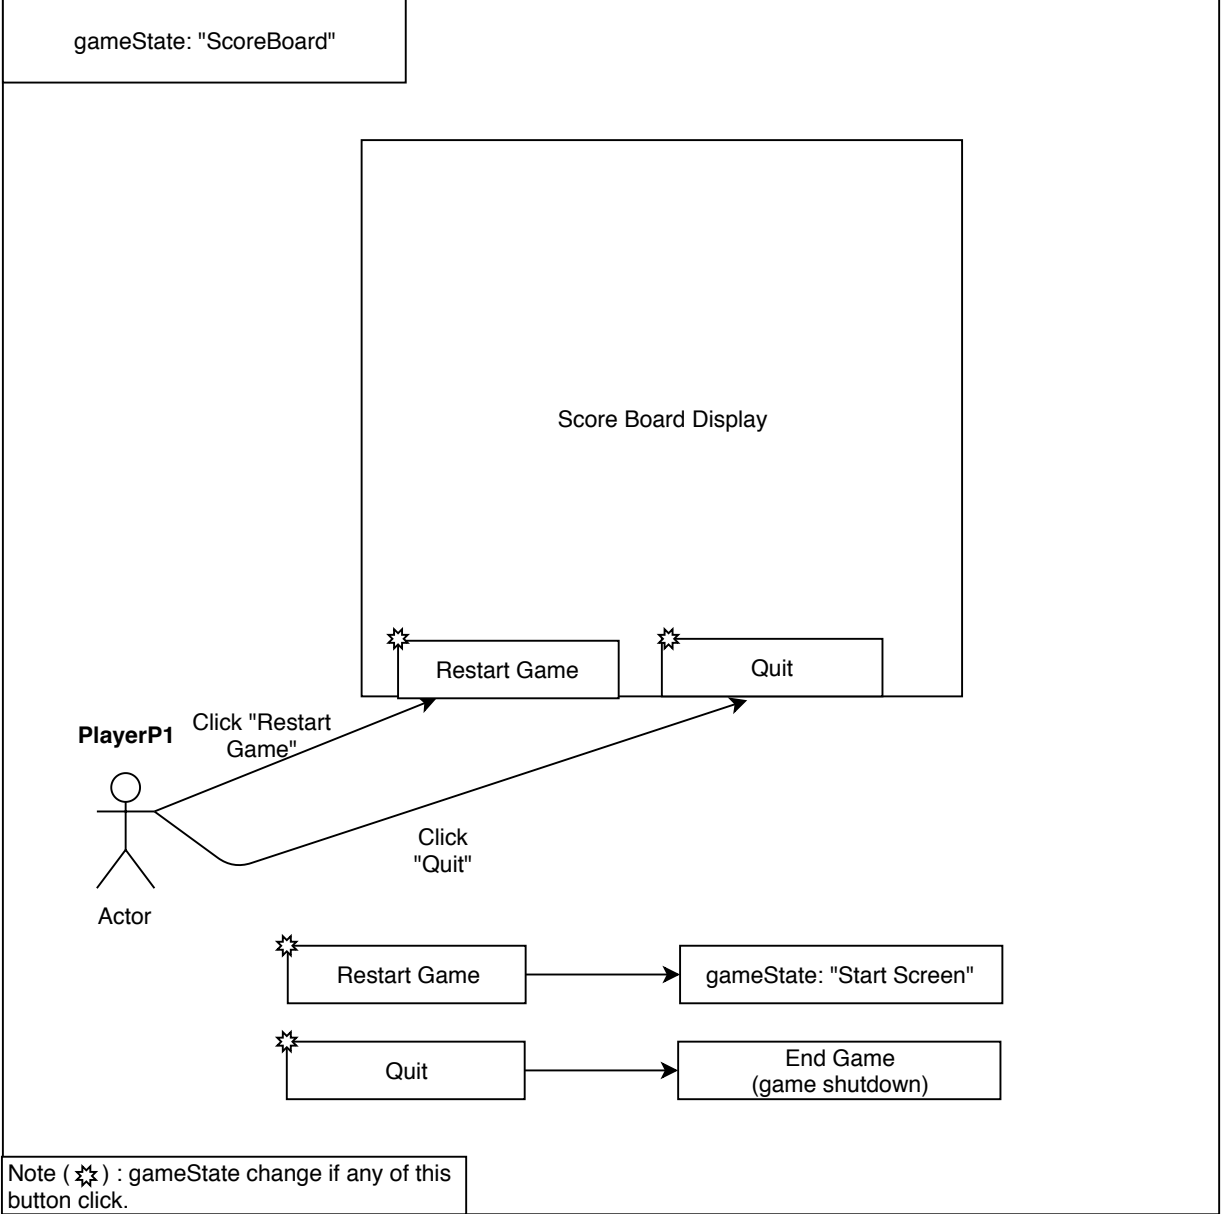 gameState: "ScoreBoard"
Score Board Display
Restart Game
Quit
PlayerP1
Click "Restart
Game"
Click
"Quit"
Actor
Restart Game
gameState: "Start Screen"
Quit
End Game
(game shutdown)
Note ( ) : gameState change if any of this
button click.